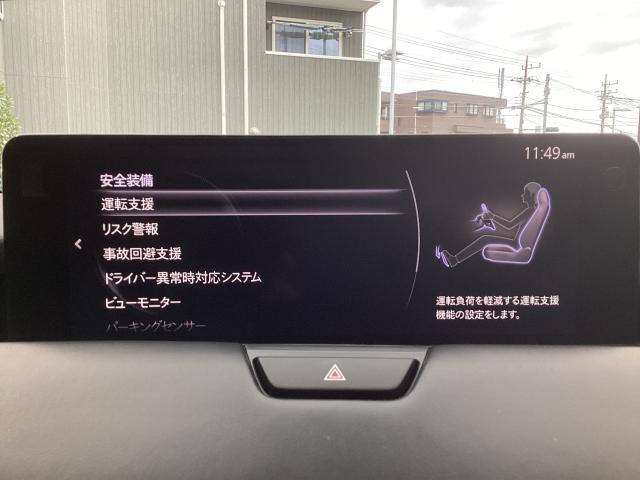 11:49am
安全装備
運転支援
リスク警報
事故回避支援
ドライバー異常時対応システム
ビューモニター
パーキングセンサー
運転負荷を軽減する運転支援
機能の設定をします。